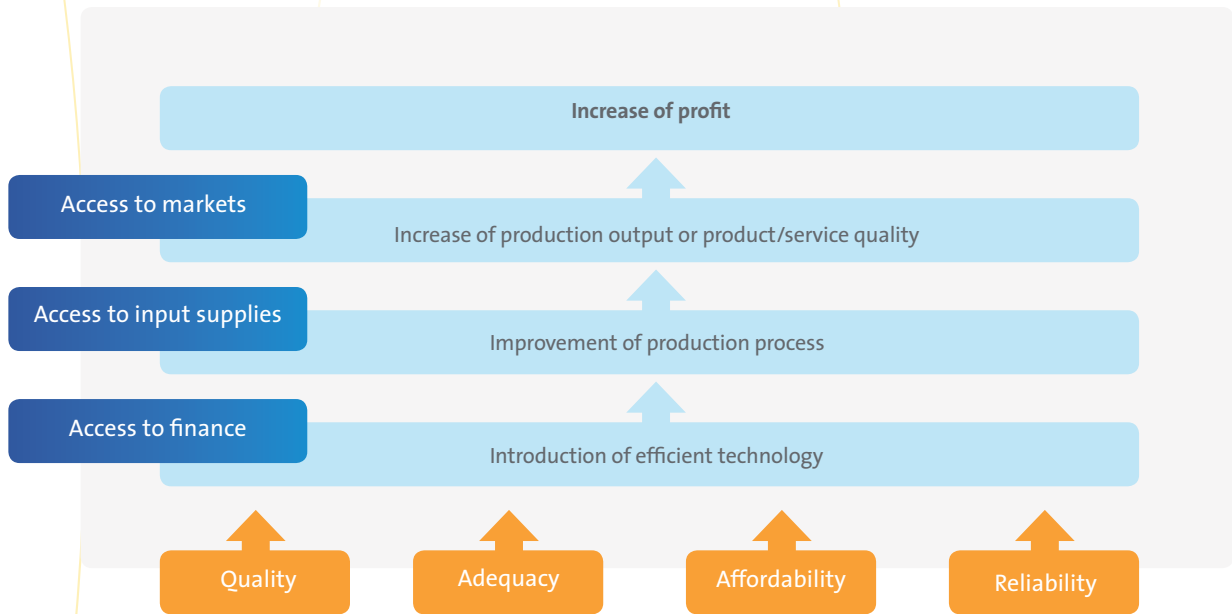 Increase of profit
Access to markets
Increase of production output or product/service quality
Access to input supplies
Improvement of production process
Access to finance
Introduction of efficient technology
Quality
Adequacy
Affordability
Reliability